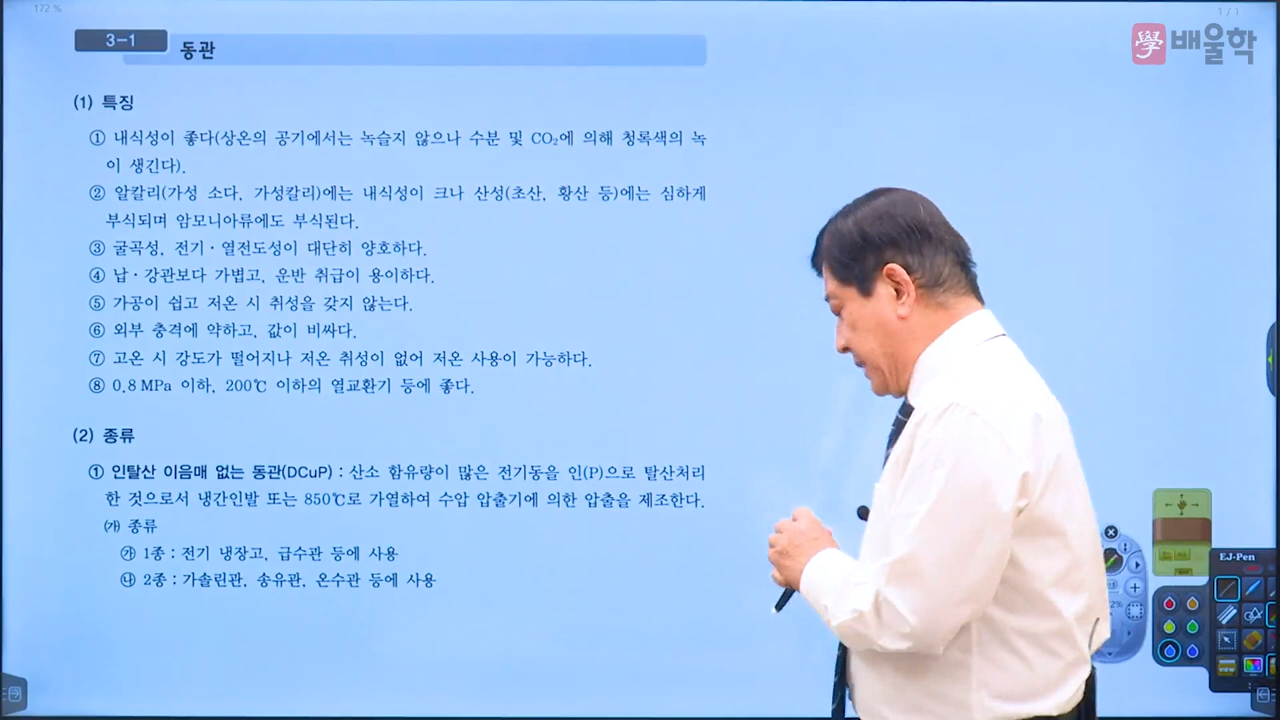 172 %
1 / 1
學 배울학
3-1
동관
(1) 특징
① 내식성이 좋다(상온의 공기에서는 녹슬지 않으나 수분 및 CO₂에 의해 청록색의 녹
이 생긴다).
② 알칼리(가성 소다, 가성칼리)에는 내식성이 크나 산성(초산, 황산 등)에는 심하게
부식되며 암모니아류에도 부식된다.
③ 굴곡성, 전기·열전도성이 대단히 양호하다.
④ 납·강관보다 가볍고, 운반 취급이 용이하다.
⑤ 가공이 쉽고 저온 시 취성을 갖지 않는다.
⑥ 외부 충격에 약하고, 값이 비싸다.
⑦ 고온 시 강도가 떨어지나 저온 취성이 없어 저온 사용이 가능하다.
⑧ 0.8 MPa 이하, 200℃ 이하의 열교환기 등에 좋다.
(2) 종류
① 인탈산 이음매 없는 동관(DCuP) : 산소 함유량이 많은 전기동을 인(P)으로 탈산처리
한 것으로서 냉간인발 또는 850℃로 가열하여 수압 압출기에 의한 압출을 제조한다.
㈎ 종류
㉮ 1종 : 전기 냉장고, 급수관 등에 사용
㉯ 2종 : 가솔린관, 송유관, 온수관 등에 사용
EJ-Pen
VIEW